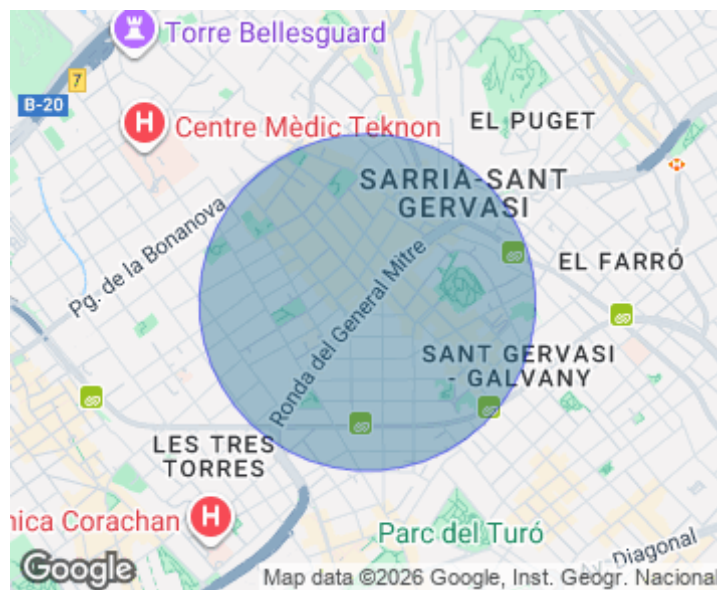 Torre Bellesguard
7
B-20
Centre Mèdic Teknon
EL PUGET
SARRIÀ-SANT
GERVASI
Pg. de la Bonanova
Ronda del General Mitre
EL FARRÓ
SANT GERVASI
- GALVANY
LES TRES
TORRES
nica Corachan
Parc del Turó
Av. Diagonal
Google
Map data ©2026 Google, Inst. Geogr. Nacional